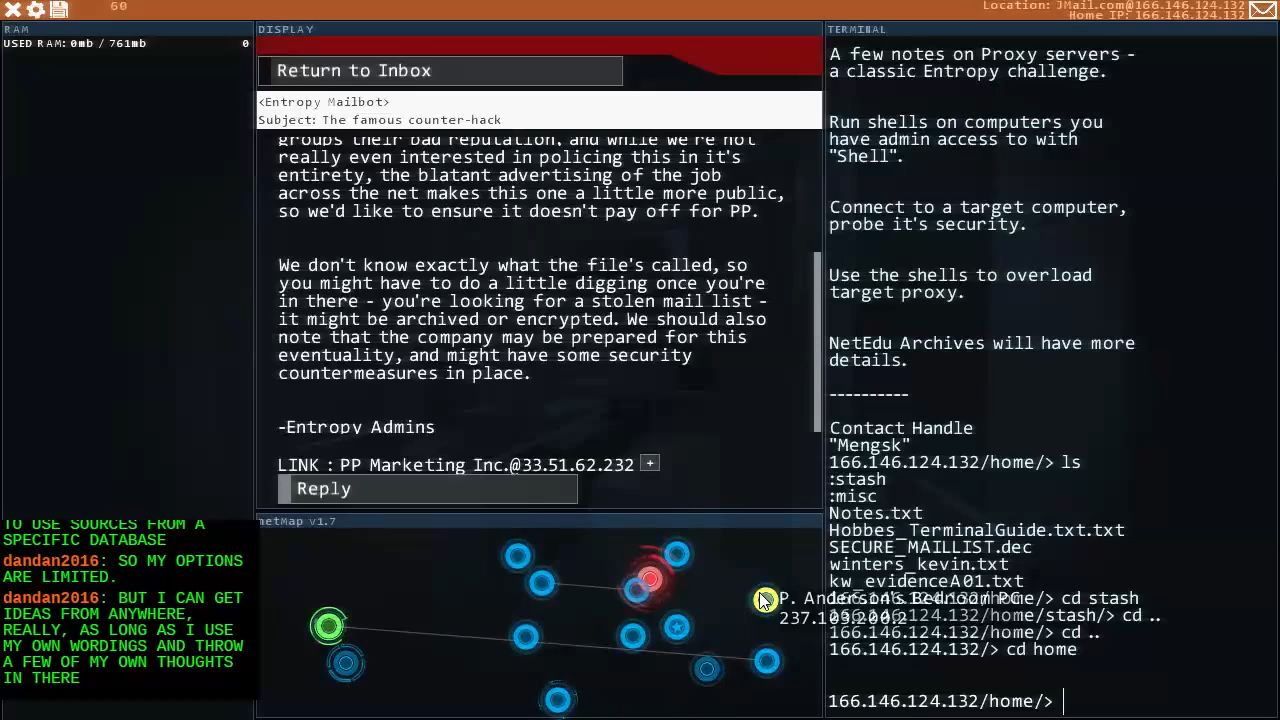 60
Location: JMail.com@166.146.124.132
Home IP: 166.146.124.132
RAM
USED RAM: 0mb / 761mb
0
DISPLAY
Return to Inbox
<Entropy Mailbot>
Subject: The famous counter-hack
groups their bad reputation, and while we're not
really even interested in policing this in it's
entirety, the blatant advertising of the job
across the net makes this one a little more public,
so we'd like to ensure it doesn't pay off for PP.
We don't know exactly what the file's called, so
you might have to do a little digging once you're
in there - you're looking for a stolen mail list -
it might be archived or encrypted. We should also
note that the company may be prepared for this
eventuality, and might have some security
countermeasures in place.
-Entropy Admins
LINK : PP Marketing Inc.@33.51.62.232
+
Reply
netMap v1.7
P. Anderson's Bedroom PC
TO USE SOURCES FROM A
SPECIFIC DATABASE
dandan2016: SO MY OPTIONS
ARE LIMITED.
dandan2016: BUT I CAN GET
IDEAS FROM ANYWHERE,
REALLY, AS LONG AS I USE
MY OWN WORDINGS AND THROW
A FEW OF MY OWN THOUGHTS
IN THERE
TERMINAL
A few notes on Proxy servers -
a classic Entropy challenge.
Run shells on computers you
have admin access to with
"Shell".
Connect to a target computer,
probe it's security.
Use the shells to overload
target proxy.
NetEdu Archives will have more
details.
----------
Contact Handle
"Mengsk"
166.146.124.132/home/> ls
:stash
:misc
Notes.txt
Hobbes_TerminalGuide.txt.txt
SECURE_MAILLIST.dec
winters_kevin.txt
kw_evidenceA01.txt
166.146.124.132/home/> cd stash
166.146.124.132/home/stash/> cd ..
166.146.124.132/home/> cd ..
166.146.124.132/> cd home
166.146.124.132/home/>